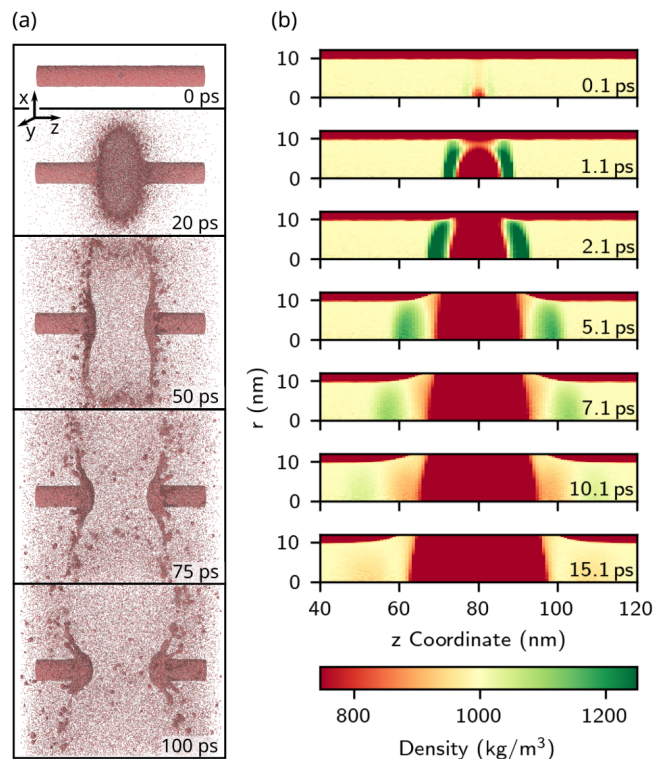 (a)
0 ps
x
y
z
20 ps
50 ps
75 ps
100 ps
(b)
10
0
0.1 ps
10
0
1.1 ps
10
0
2.1 ps
10
0
5.1 ps
10
0
7.1 ps
10
0
10.1 ps
10
0
15.1 ps
r (nm)
40 60 80 100 120
z Coordinate (nm)
800 1000 1200
Density (kg/m³)